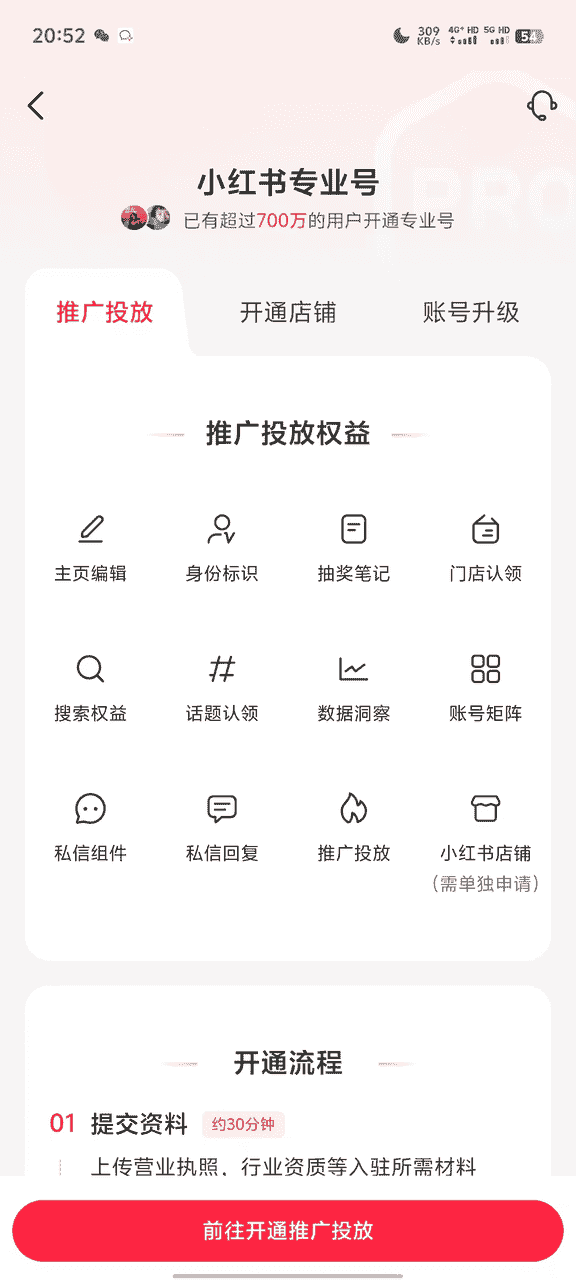 20:52
309 KB/s 4G+ HD 5G HD 54
PRO
小红书专业号
已有超过700万的用户开通专业号
推广投放 开通店铺 账号升级
推广投放权益
主页编辑 身份标识 抽奖笔记 门店认领
搜索权益 话题认领 数据洞察 账号矩阵
私信组件 私信回复 推广投放 小红书店铺
（需单独申请）
开通流程
01 提交资料 约30分钟
上传营业执照，行业资质等入驻所需材料
前往开通推广投放